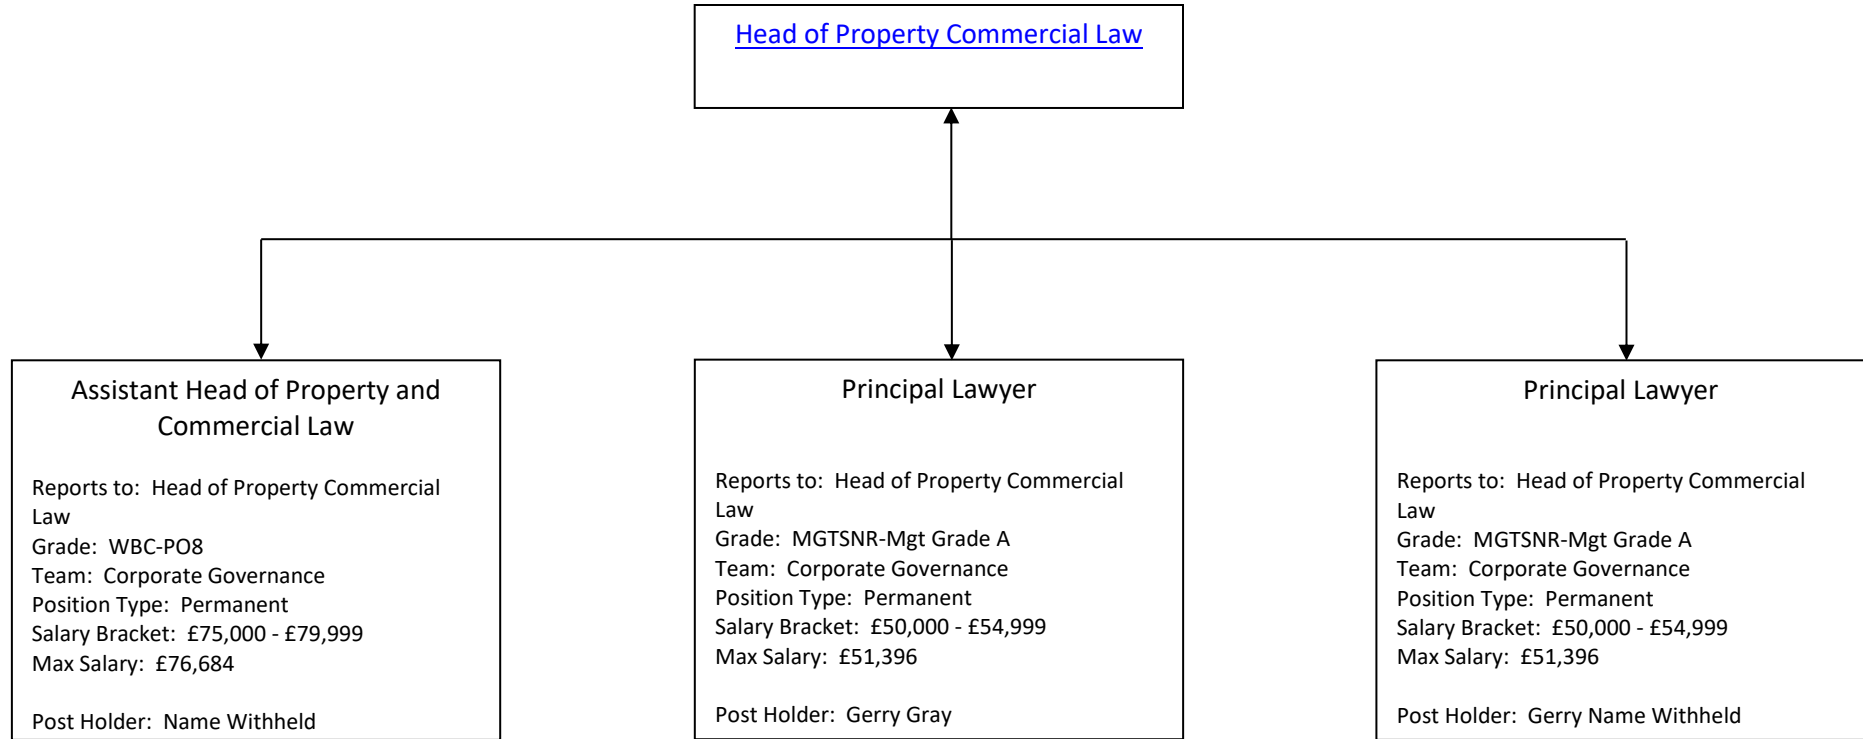 Head of Property Commercial Law
Assistant Head of Property and
Commercial Law
Reports to:  Head of Property Commercial
Law
Grade:  WBC-PO8
Team:  Corporate Governance
Position Type:  Permanent
Salary Bracket:  £75,000 - £79,999
Max Salary:  £76,684
Post Holder:  Name Withheld
Principal Lawyer
Reports to:  Head of Property Commercial
Law
Grade:  MGTSNR-Mgt Grade A
Team:  Corporate Governance
Position Type:  Permanent
Salary Bracket:  £50,000 - £54,999
Max Salary:  £51,396
Post Holder:  Gerry Gray
Principal Lawyer
Reports to:  Head of Property Commercial
Law
Grade:  MGTSNR-Mgt Grade A
Team:  Corporate Governance
Position Type:  Permanent
Salary Bracket:  £50,000 - £54,999
Max Salary:  £51,396
Post Holder:  Gerry Name Withheld